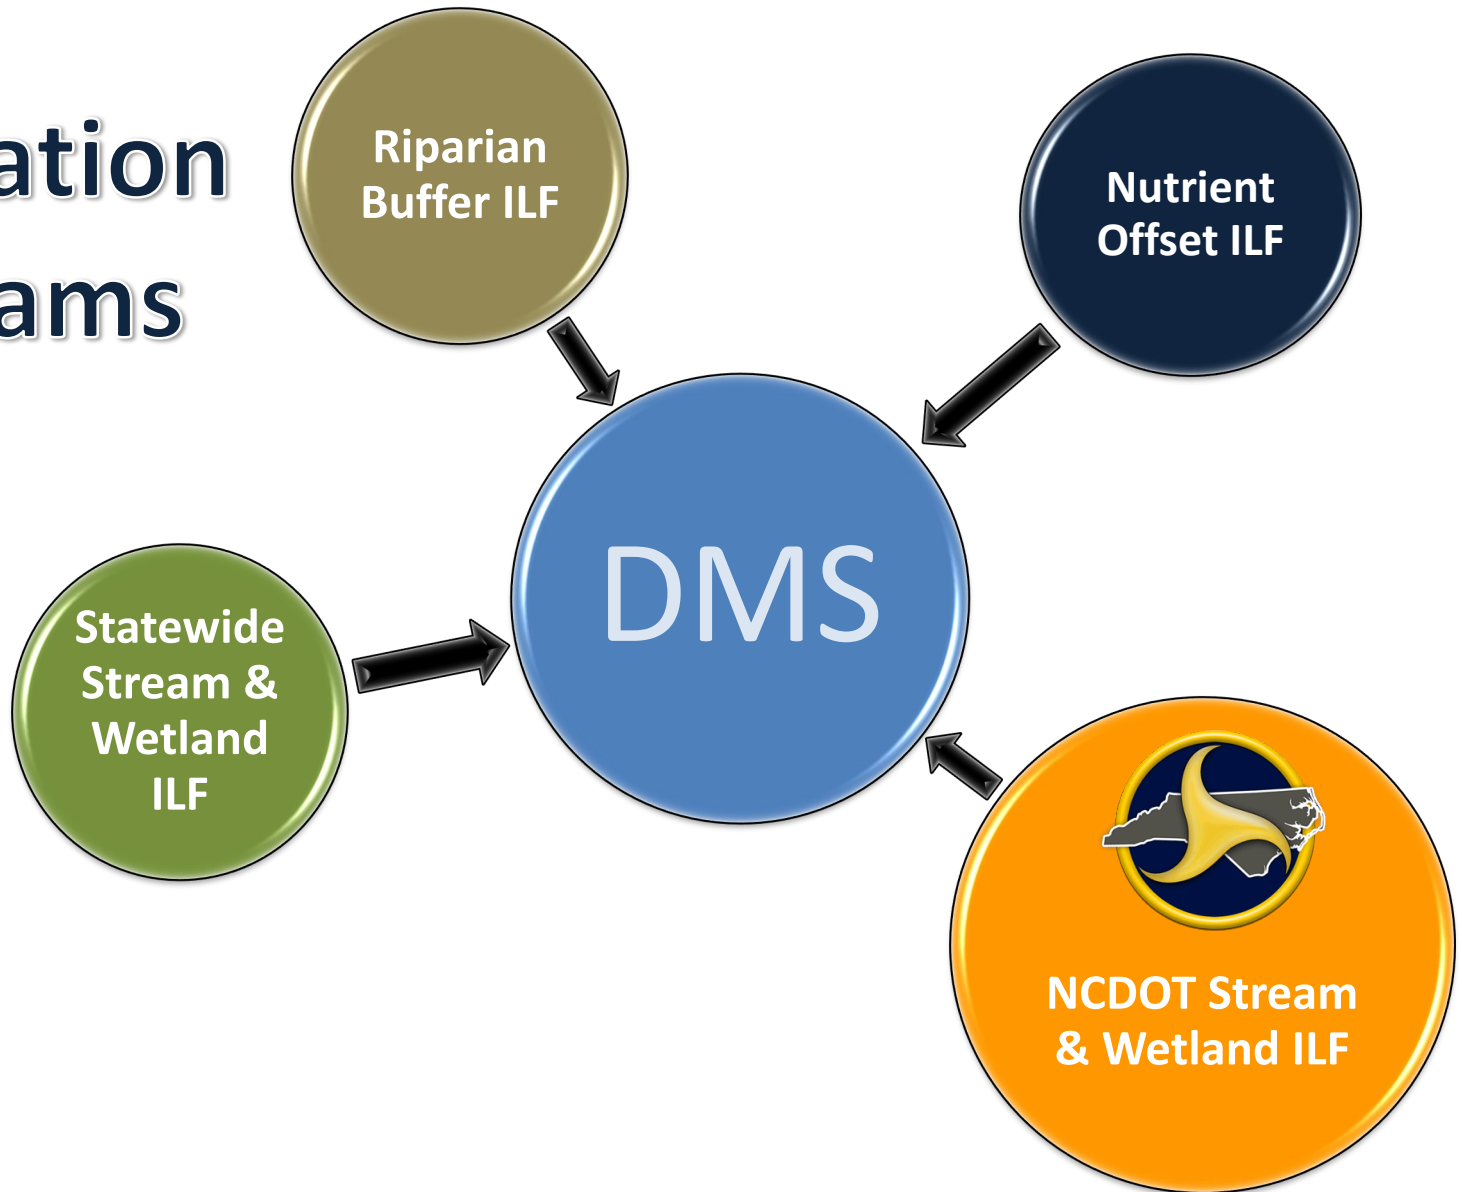 ation
ams
Riparian
Buffer ILF
Nutrient
Offset ILF
DMS
Statewide
Stream &
Wetland
ILF
NCDOT Stream
& Wetland ILF